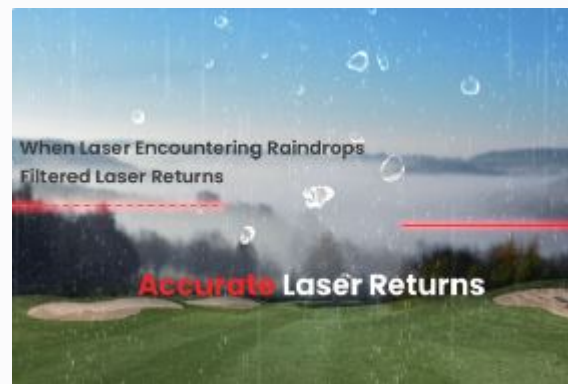 When Laser Encountering Raindrops
Filtered Laser Returns
Accurate Laser Returns